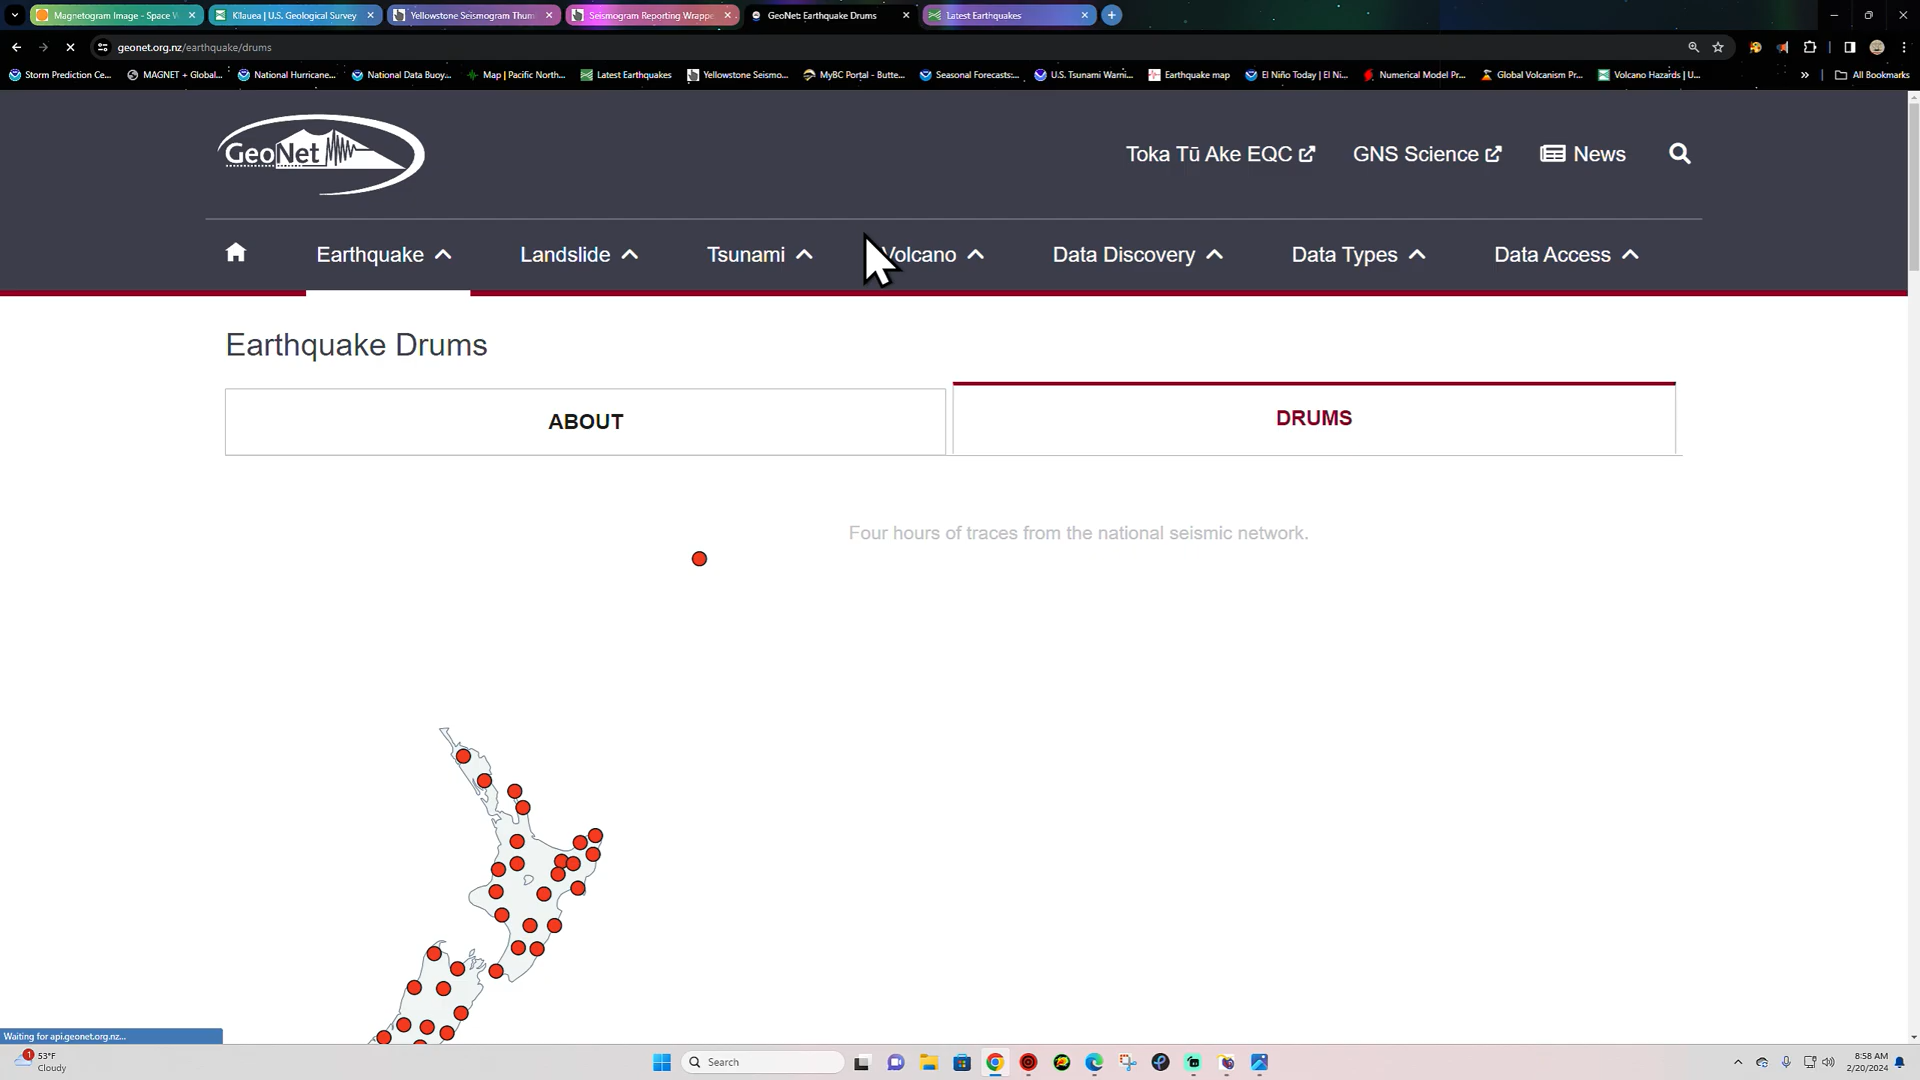 Magnetogram Image - Space W
Kilauea | U.S. Geological Survey
Yellowstone Seismogram Thum
Seismogram Reporting Wrappe
GeoNet: Earthquake Drums
Latest Earthquakes
geonet.org.nz/earthquake/drums
Storm Prediction Ce...
MAGNET + Global...
National Hurricane...
National Data Buoy...
Map | Pacific North...
Latest Earthquakes
Yellowstone Seismo...
MyBC Portal - Butte...
Seasonal Forecasts:...
U.S. Tsunami Warni...
Earthquake map
El Niño Today | El Ni...
Numerical Model Pr...
Global Volcanism Pr...
Volcano Hazards | U...
All Bookmarks
GeoNet
Toka Tū Ake EQC
GNS Science
News
Earthquake
Landslide
Tsunami
Volcano
Data Discovery
Data Types
Data Access
Earthquake Drums
ABOUT
DRUMS
Four hours of traces from the national seismic network.
Waiting for api.geonet.org.nz...
1
53°F
Cloudy
Search
8:58 AM
2/20/2024